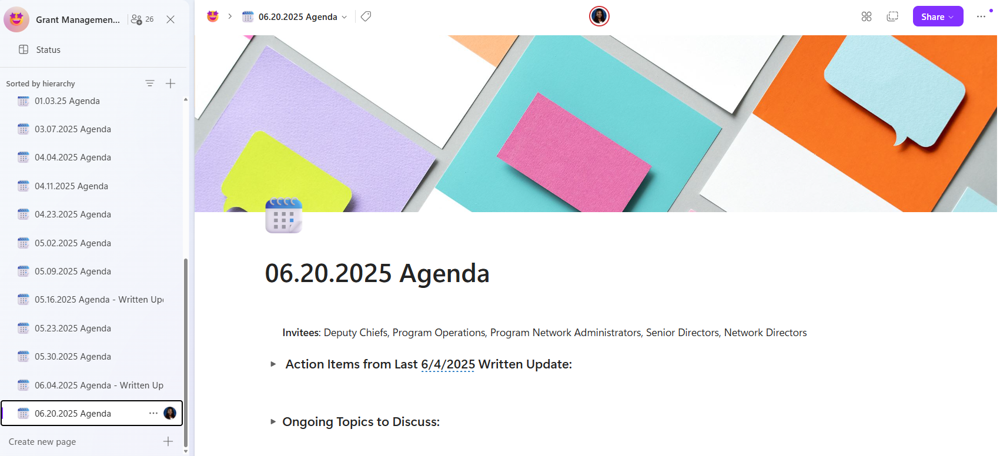 Grant Managemen...
26
Status
Sorted by hierarchy
01.03.25 Agenda
03.07.2025 Agenda
04.04.2025 Agenda
04.11.2025 Agenda
04.23.2025 Agenda
05.02.2025 Agenda
05.09.2025 Agenda
05.16.2025 Agenda - Written Up
05.23.2025 Agenda
05.30.2025 Agenda
06.04.2025 Agenda - Written Up
06.20.2025 Agenda
Create new page
06.20.2025 Agenda
Share
06.20.2025 Agenda
Invitees: Deputy Chiefs, Program Operations, Program Network Administrators, Senior Directors, Network Directors
Action Items from Last 6/4/2025 Written Update:
Ongoing Topics to Discuss: